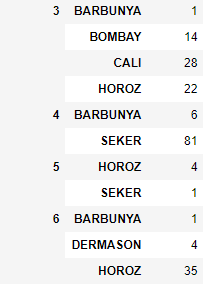 3 BARBUNYA 1
BOMBAY 14
CALI 28
HOROZ 22
4 BARBUNYA 6
SEKER 81
5 HOROZ 4
SEKER 1
6 BARBUNYA 1
DERMASON 4
HOROZ 35